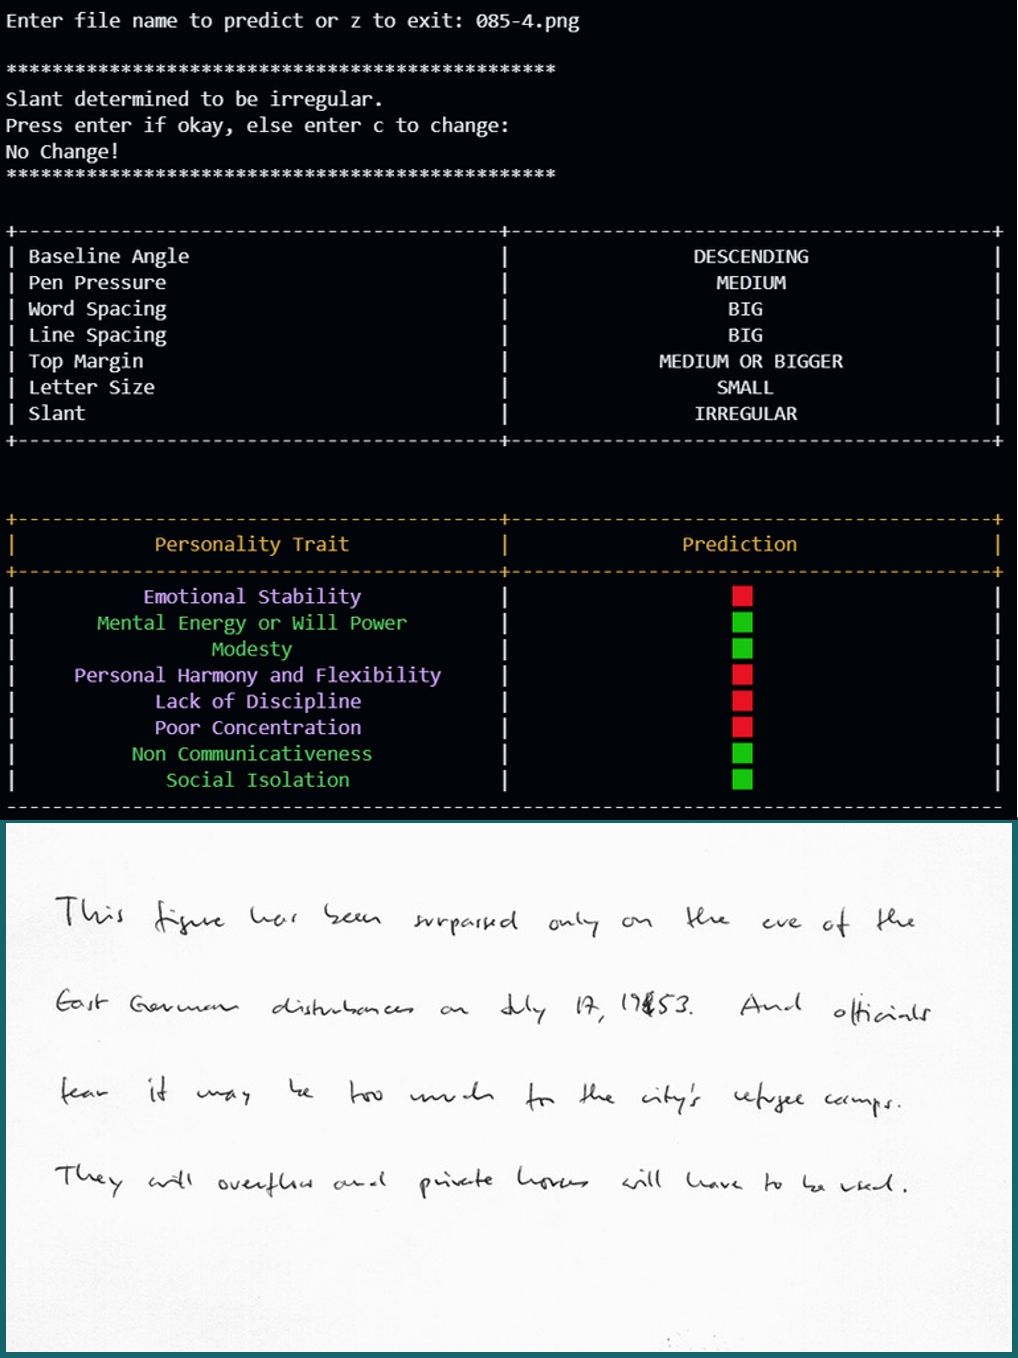 Enter file name to predict or z to exit: 085-4.png
************************************************
Slant determined to be irregular.
Press enter if okay, else enter c to change:
No Change!
************************************************
Baseline Angle DESCENDING
Pen Pressure MEDIUM
Word Spacing BIG
Line Spacing BIG
Top Margin MEDIUM OR BIGGER
Letter Size SMALL
Slant IRREGULAR
Personality Trait Prediction
Emotional Stability
Mental Energy or Will Power
Modesty
Personal Harmony and Flexibility
Lack of Discipline
Poor Concentration
Non Communicativeness
Social Isolation
This figure has been surpassed only on the eve of the
East German disturbances on July 17, 1953. And officials
fear it may be too much for the city's refugee camps.
They will overflow and private homes will have to be used.